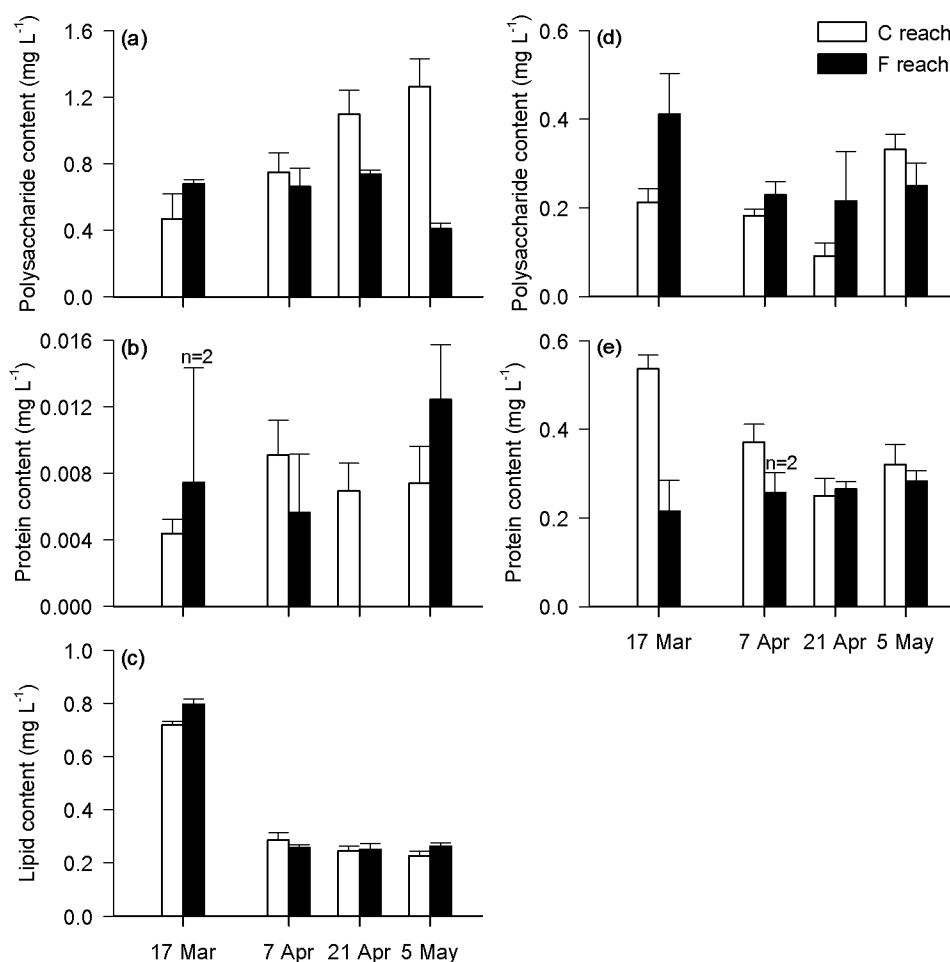 (a)
Polysaccharide content (mg L⁻¹)
1.6
1.2
0.8
0.4
0.0
(d)
Polysaccharide content (mg L⁻¹)
0.6
0.4
0.2
0.0
C reach
F reach
(b)
Protein content (mg L⁻¹)
0.016
0.012
0.008
0.004
0.000
n=2
(e)
Protein content (mg L⁻¹)
0.6
0.4
0.2
0.0
n=2
17 Mar 7 Apr 21 Apr 5 May
(c)
Lipid content (mg L⁻¹)
1.0
0.8
0.6
0.4
0.2
0.0
17 Mar 7 Apr 21 Apr 5 May